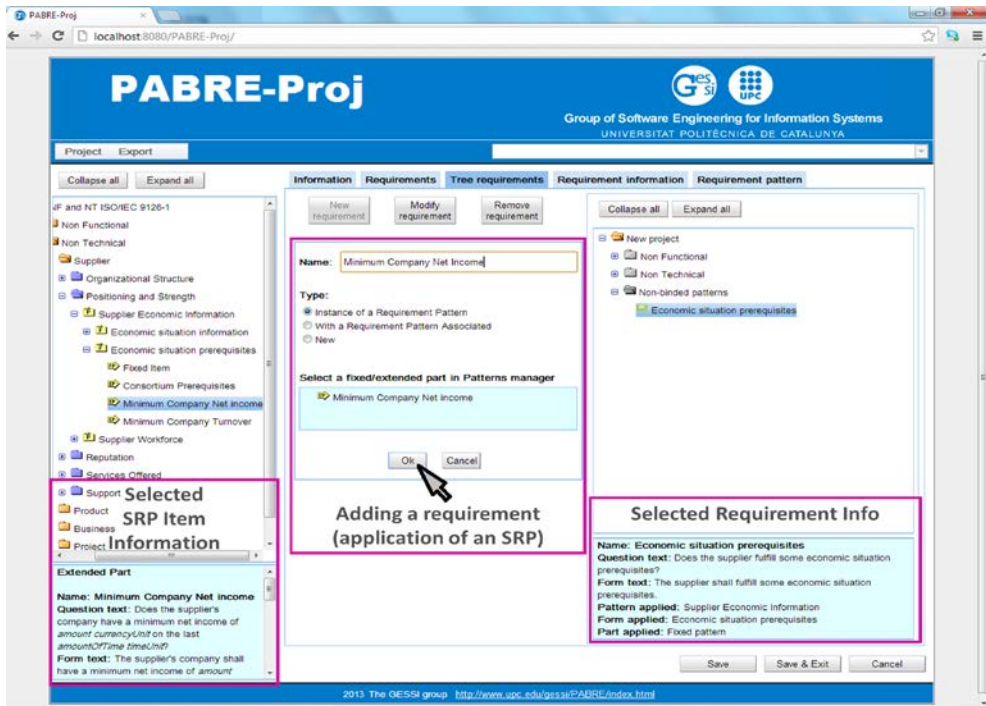 PABRE-Proj
localhost:8080/PABRE-Proj/
PABRE-Proj
Ges
si
UPC
Group of Software Engineering for Information Systems
UNIVERSITAT POLITÈCNICA DE CATALUNYA
Project Export
Collapse all Expand all
NF and NT ISO/IEC 9126-1
Non Functional
Non Technical
Supplier
Organizational Structure
Positioning and Strength
Supplier Economic Information
Economic situation information
Economic situation prerequisites
Fixed Item
Consortium Prerequisites
Minimum Company Net income
Minimum Company Turnover
Supplier Workforce
Reputation
Services Offered
Support
Product
Business
Project
Selected
SRP Item
Information
Extended Part
Name: Minimum Company Net income
Question text: Does the supplier's
company have a minimum net income of
amount currencyUnit on the last
amountOfTime timeUnit?
Form text: The supplier's company shall
have a minimum net income of amount
Information Requirements Tree requirements Requirement information Requirement pattern
New requirement
Modify requirement
Remove requirement
Name: Minimum Company Net Income
Type:
Instance of a Requirement Pattern
With a Requirement Pattern Associated
New
Select a fixed/extended part in Patterns manager
Minimum Company Net income
Ok Cancel
Adding a requirement
(application of an SRP)
Collapse all Expand all
New project
Non Functional
Non Technical
Non-binded patterns
Economic situation prerequisites
Selected Requirement Info
Name: Economic situation prerequisites
Question text: Does the supplier fulfill some economic situation
prerequisites?
Form text: The supplier shall fulfill some economic situation
prerequisites.
Pattern applied: Supplier Economic Information
Form applied: Economic situation prerequisites
Part applied: Fixed pattern
Save Save & Exit Cancel
2013 The GESSI group http://www.upc.edu/gessi/PABRE/index.html